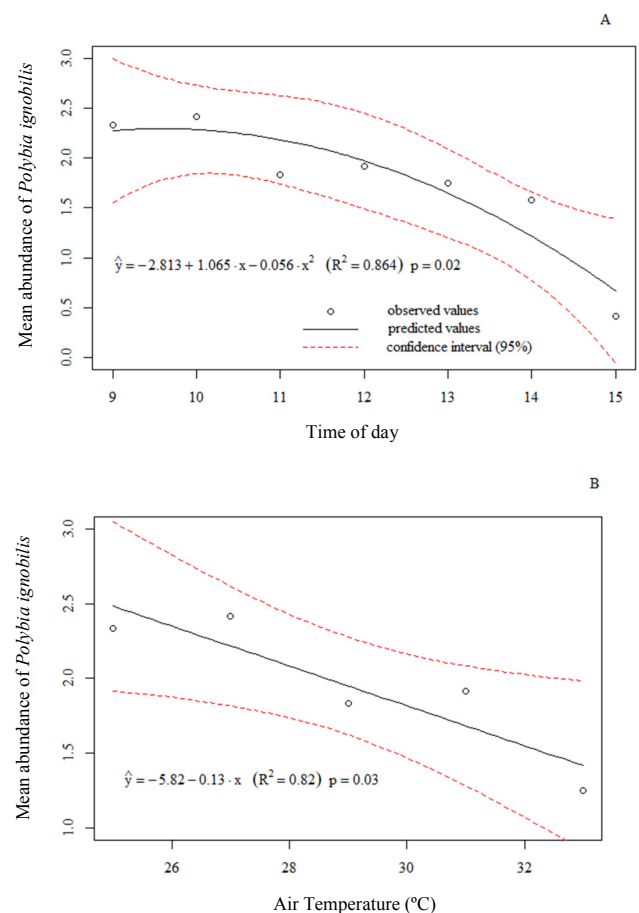 A
Mean abundance of Polybia ignobilis
3.0
2.5
2.0
1.5
1.0
0.5
0.0
ŷ = −2.813 + 1.065 · x − 0.056 · x² (R² = 0.864) p = 0.02
observed values
predicted values
confidence interval (95%)
9 10 11 12 13 14 15
Time of day
B
Mean abundance of Polybia ignobilis
3.0
2.5
2.0
1.5
1.0
ŷ = −5.82 − 0.13 · x (R² = 0.82) p = 0.03
26 28 30 32
Air Temperature (ºC)